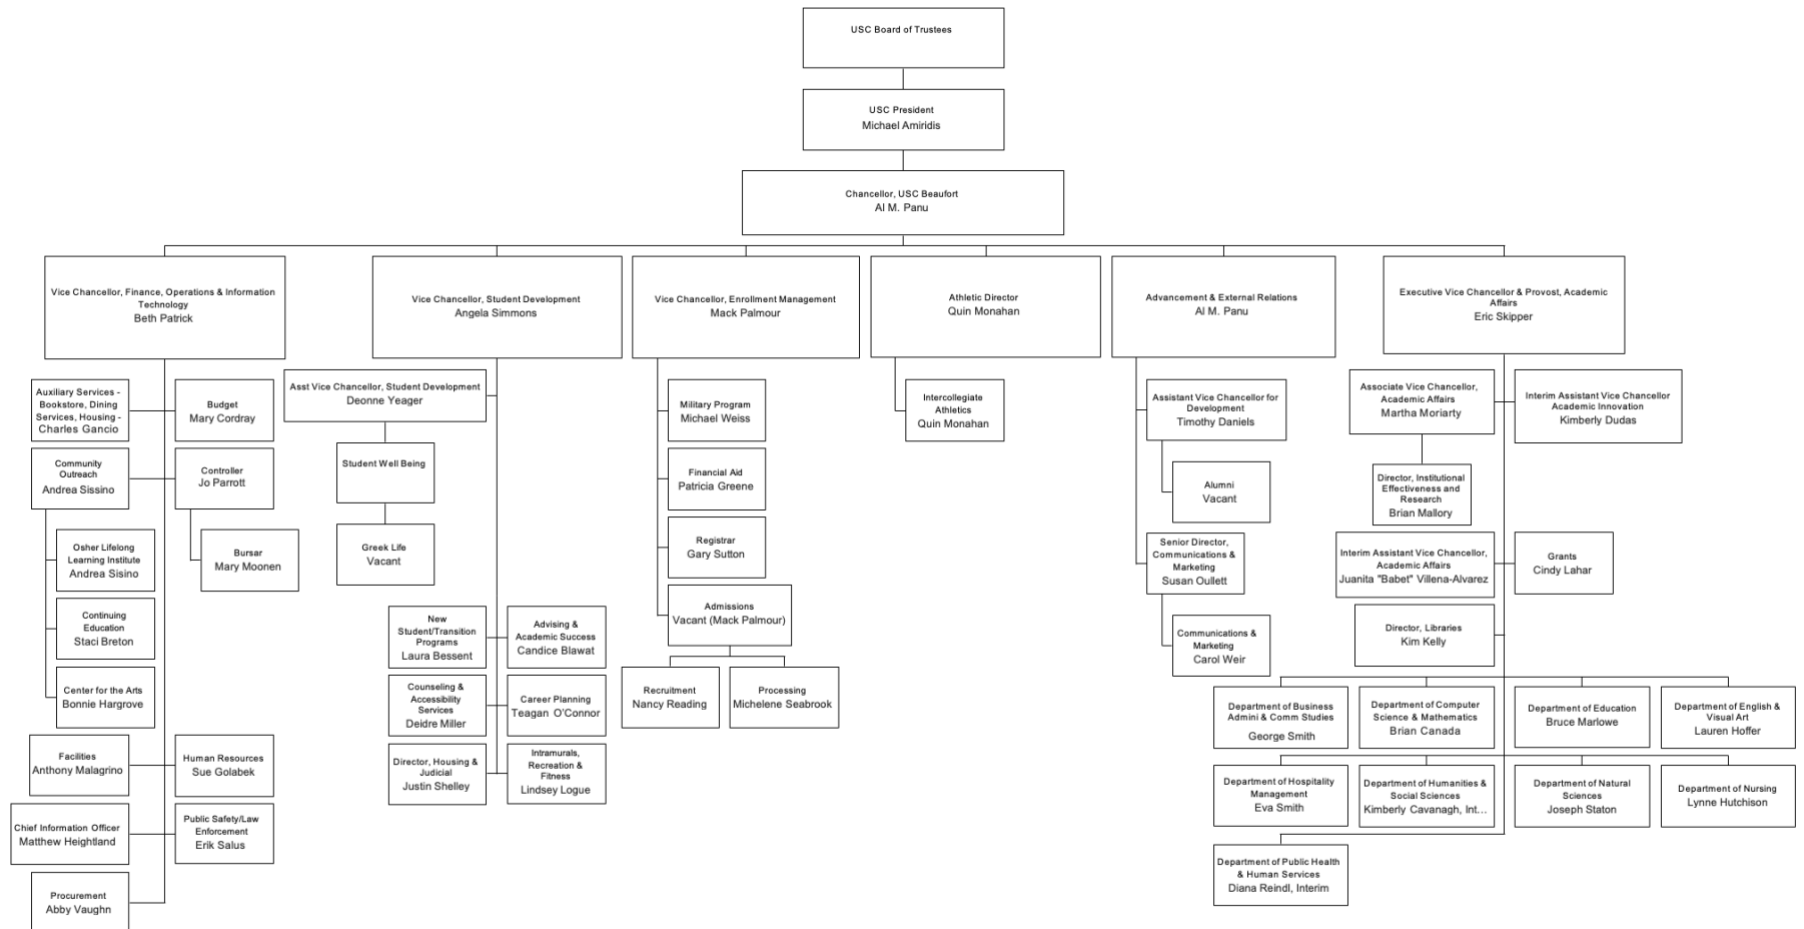 USC Board of Trustees
USC President
Michael Amiridis
Chancellor, USC Beaufort
Al M. Panu
Vice Chancellor, Finance, Operations & Information
Technology
Beth Patrick
Vice Chancellor, Student Development
Angela Simmons
Vice Chancellor, Enrollment Management
Mack Palmour
Athletic Director
Quin Monahan
Advancement & External Relations
Al M. Panu
Executive Vice Chancellor & Provost, Academic
Affairs
Eric Skipper
Auxiliary Services -
Bookstore, Dining
Services, Housing -
Charles Gancio
Budget
Mary Cordray
Community
Outreach
Andrea Sissino
Controller
Jo Parrott
Osher Lifelong
Learning Institute
Andrea Sisino
Bursar
Mary Moonen
Continuing
Education
Staci Breton
Center for the Arts
Bonnie Hargrove
Facilities
Anthony Malagrino
Human Resources
Sue Golabek
Chief Information Officer
Matthew Heightland
Public Safety/Law
Enforcement
Erik Salus
Procurement
Abby Vaughn
Asst Vice Chancellor, Student Development
Deonne Yeager
Student Well Being
Greek Life
Vacant
New
Student/Transition
Programs
Laura Bessent
Advising &
Academic Success
Candice Blawat
Counseling &
Accessibility
Services
Deidre Miller
Career Planning
Teagan O'Connor
Director, Housing &
Judicial
Justin Shelley
Intramurals,
Recreation &
Fitness
Lindsey Logue
Military Program
Michael Weiss
Financial Aid
Patricia Greene
Registrar
Gary Sutton
Admissions
Vacant (Mack Palmour)
Recruitment
Nancy Reading
Processing
Michelene Seabrook
Intercollegiate
Athletics
Quin Monahan
Assistant Vice Chancellor for
Development
Timothy Daniels
Alumni
Vacant
Senior Director,
Communications &
Marketing
Susan Oullett
Communications &
Marketing
Carol Weir
Associate Vice Chancellor,
Academic Affairs
Martha Moriarty
Interim Assistant Vice Chancellor
Academic Innovation
Kimberly Dudas
Director, Institutional
Effectiveness and
Research
Brian Mallory
Interim Assistant Vice Chancellor,
Academic Affairs
Juanita "Babet" Villena-Alvarez
Grants
Cindy Lahar
Director, Libraries
Kim Kelly
Department of Business
Admini & Comm Studies
George Smith
Department of Computer
Science & Mathematics
Brian Canada
Department of Education
Bruce Marlowe
Department of English &
Visual Art
Lauren Hoffer
Department of Hospitality
Management
Eva Smith
Department of Humanities &
Social Sciences
Kimberly Cavanagh, Int...
Department of Natural
Sciences
Joseph Staton
Department of Nursing
Lynne Hutchison
Department of Public Health
& Human Services
Diana Reindl, Interim